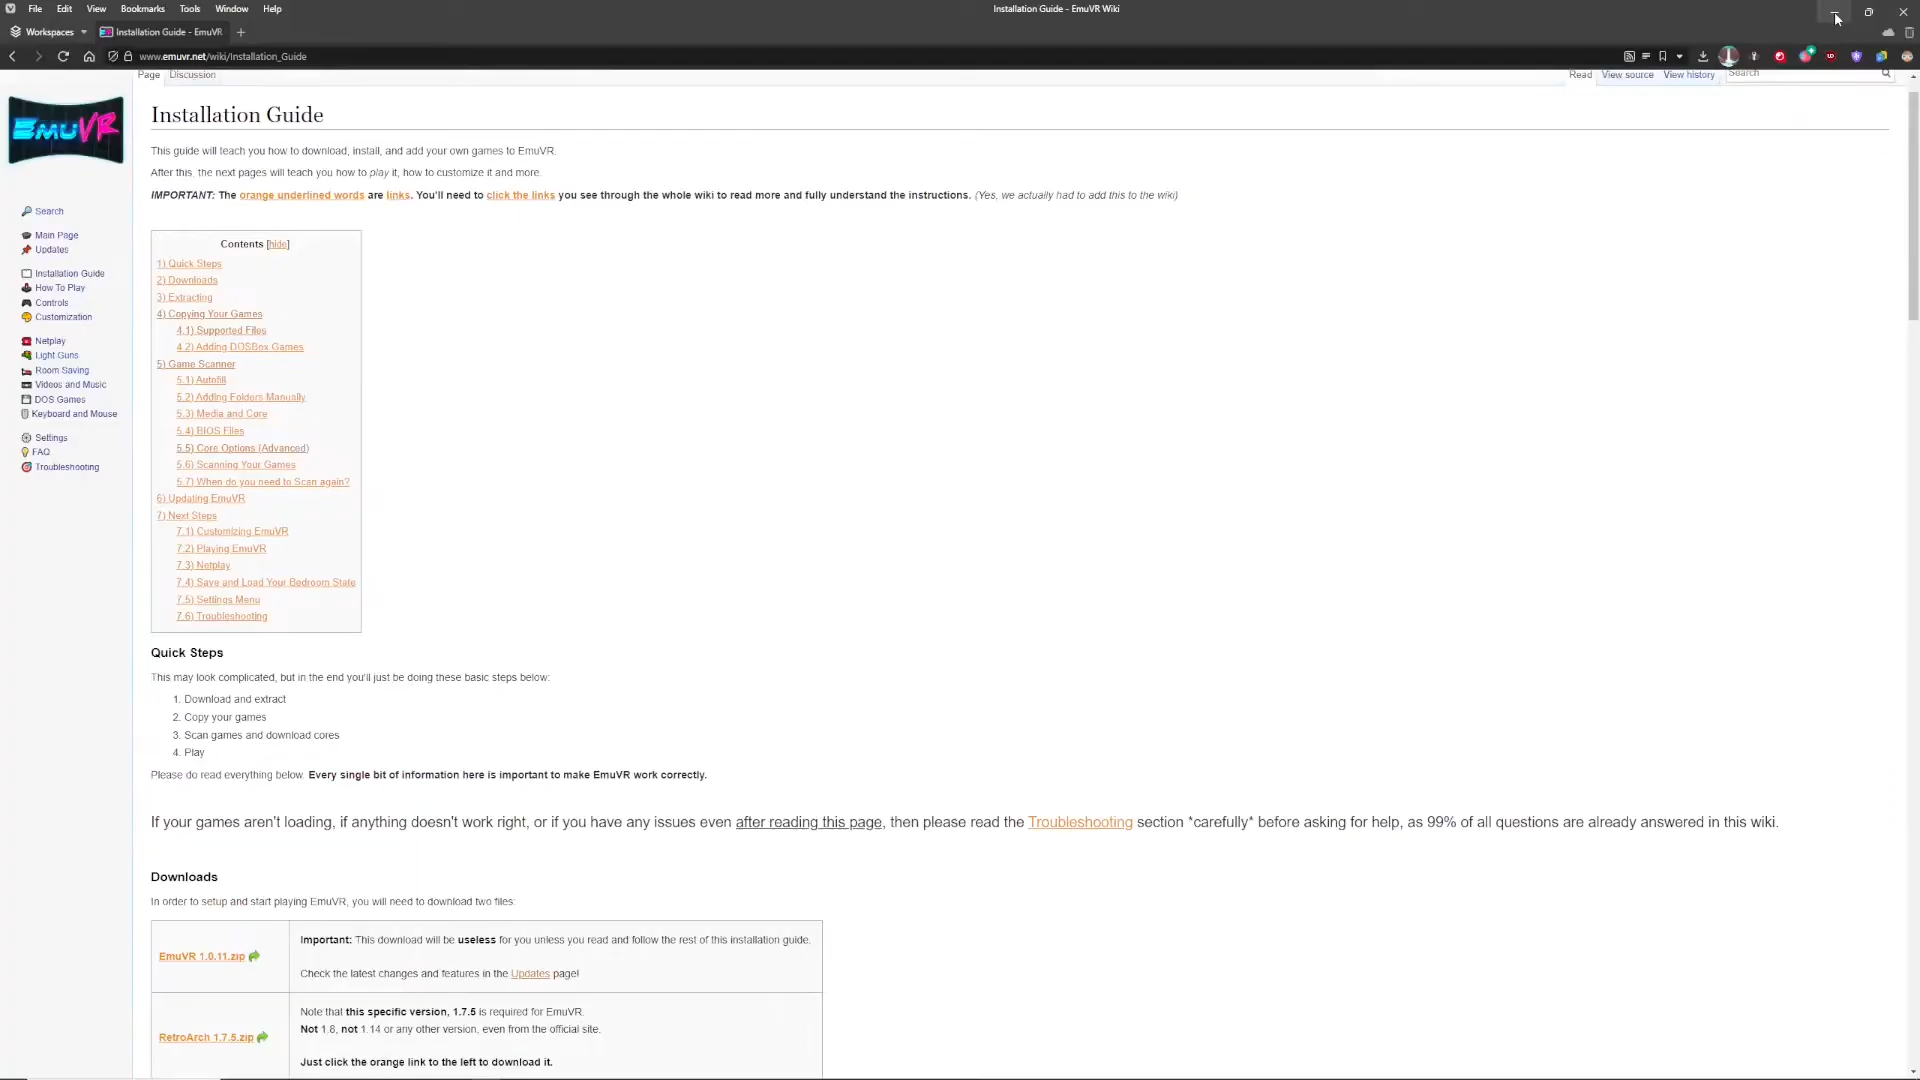 File Edit View Bookmarks Tools Window Help
Installation Guide - EmuVR Wiki
Workspaces
Installation Guide - EmuVR
www.emuvr.net/wiki/Installation_Guide
Page Discussion
Read View source View history Search
EmuVR
Installation Guide
This guide will teach you how to download, install, and add your own games to EmuVR.
After this, the next pages will teach you how to play it, how to customize it and more.
IMPORTANT: The orange underlined words are links. You'll need to click the links you see through the whole wiki to read more and fully understand the instructions. (Yes, we actually had to add this to the wiki)
Search
Main Page
Updates
Installation Guide
How To Play
Controls
Customization
Netplay
Light Guns
Room Saving
Videos and Music
DOS Games
Keyboard and Mouse
Settings
FAQ
Troubleshooting
Contents [hide]
1) Quick Steps
2) Downloads
3) Extracting
4) Copying Your Games
4.1) Supported Files
4.2) Adding DOSBox Games
5) Game Scanner
5.1) Autofill
5.2) Adding Folders Manually
5.3) Media and Core
5.4) BIOS Files
5.5) Core Options (Advanced)
5.6) Scanning Your Games
5.7) When do you need to Scan again?
6) Updating EmuVR
7) Next Steps
7.1) Customizing EmuVR
7.2) Playing EmuVR
7.3) Netplay
7.4) Save and Load Your Bedroom State
7.5) Settings Menu
7.6) Troubleshooting
Quick Steps
This may look complicated, but in the end you'll just be doing these basic steps below:
1. Download and extract
2. Copy your games
3. Scan games and download cores
4. Play
Please do read everything below. Every single bit of information here is important to make EmuVR work correctly.
If your games aren't loading, if anything doesn't work right, or if you have any issues even after reading this page, then please read the Troubleshooting section *carefully* before asking for help, as 99% of all questions are already answered in this wiki.
Downloads
In order to setup and start playing EmuVR, you will need to download two files:
EmuVR 1.0.11.zip
Important: This download will be useless for you unless you read and follow the rest of this installation guide.
Check the latest changes and features in the Updates page!
RetroArch 1.7.5.zip
Note that this specific version, 1.7.5 is required for EmuVR.
Not 1.8, not 1.14 or any other version, even from the official site.
Just click the orange link to the left to download it.